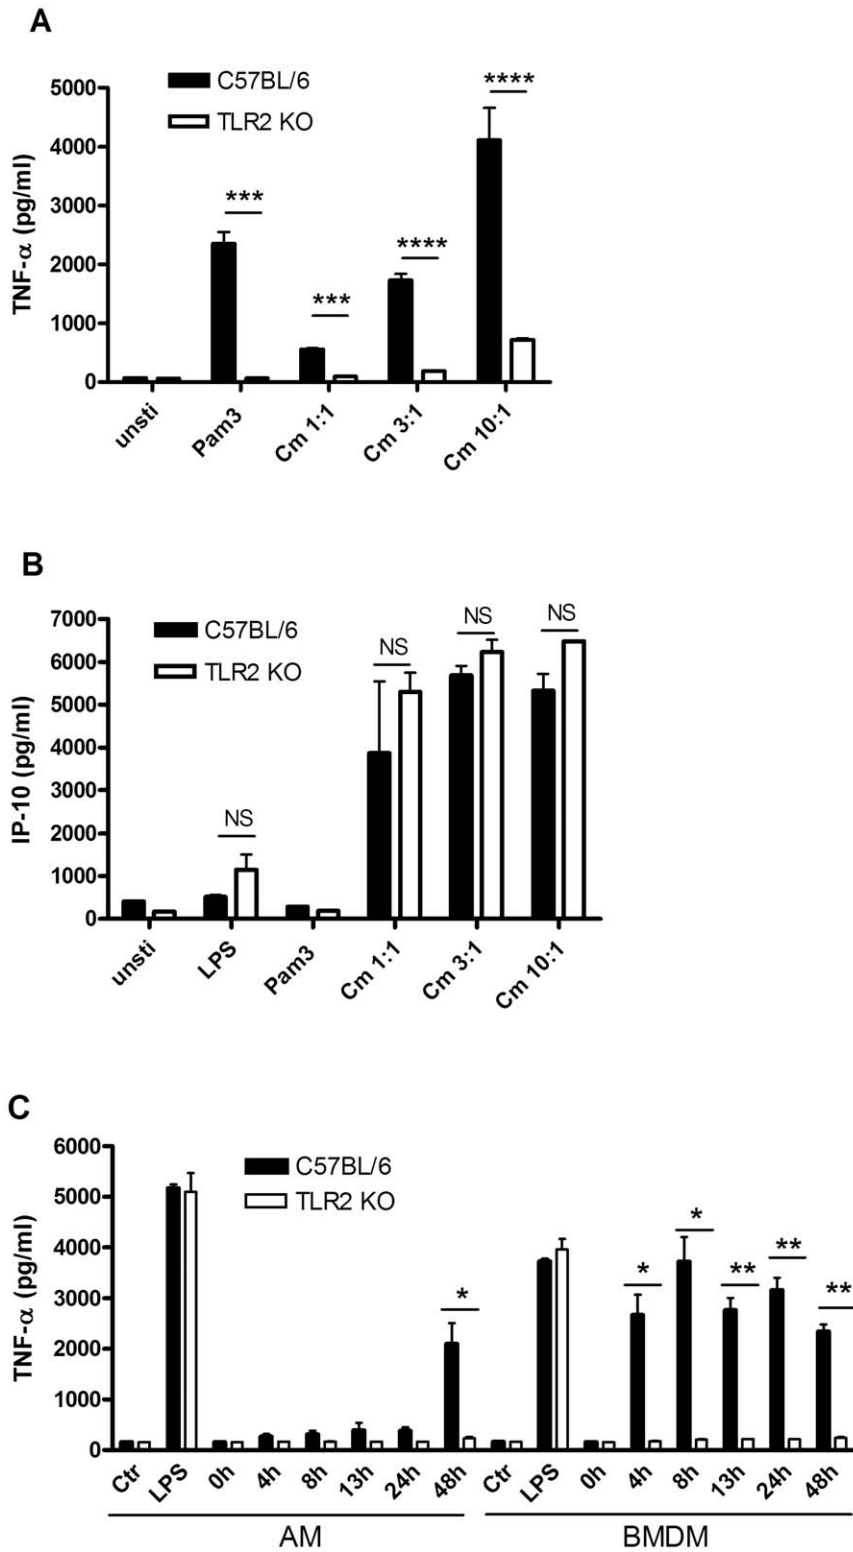 A
C57BL/6
TLR2 KO
TNF-α (pg/ml)
5000
4000
3000
2000
1000
0
***
***
****
****
unsti
Pam3
Cm 1:1
Cm 3:1
Cm 10:1
B
C57BL/6
TLR2 KO
IP-10 (pg/ml)
7000
6000
5000
4000
3000
2000
1000
0
NS
NS
NS
NS
unsti
LPS
Pam3
Cm 1:1
Cm 3:1
Cm 10:1
C
C57BL/6
TLR2 KO
TNF-α (pg/ml)
6000
5000
4000
3000
2000
1000
0
*
*
*
**
**
**
Ctr
LPS
0h
4h
8h
13h
24h
48h
Ctr
LPS
0h
4h
8h
13h
24h
48h
AM
BMDM